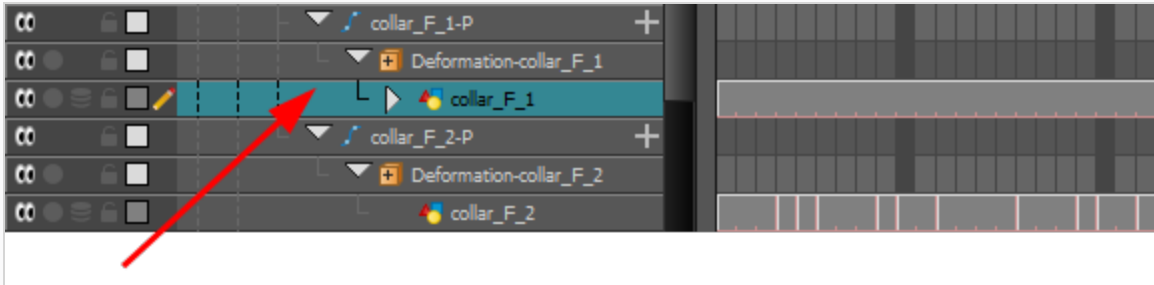 collar_F_1-P
Deformation-collar_F_1
collar_F_1
collar_F_2-P
Deformation-collar_F_2
collar_F_2